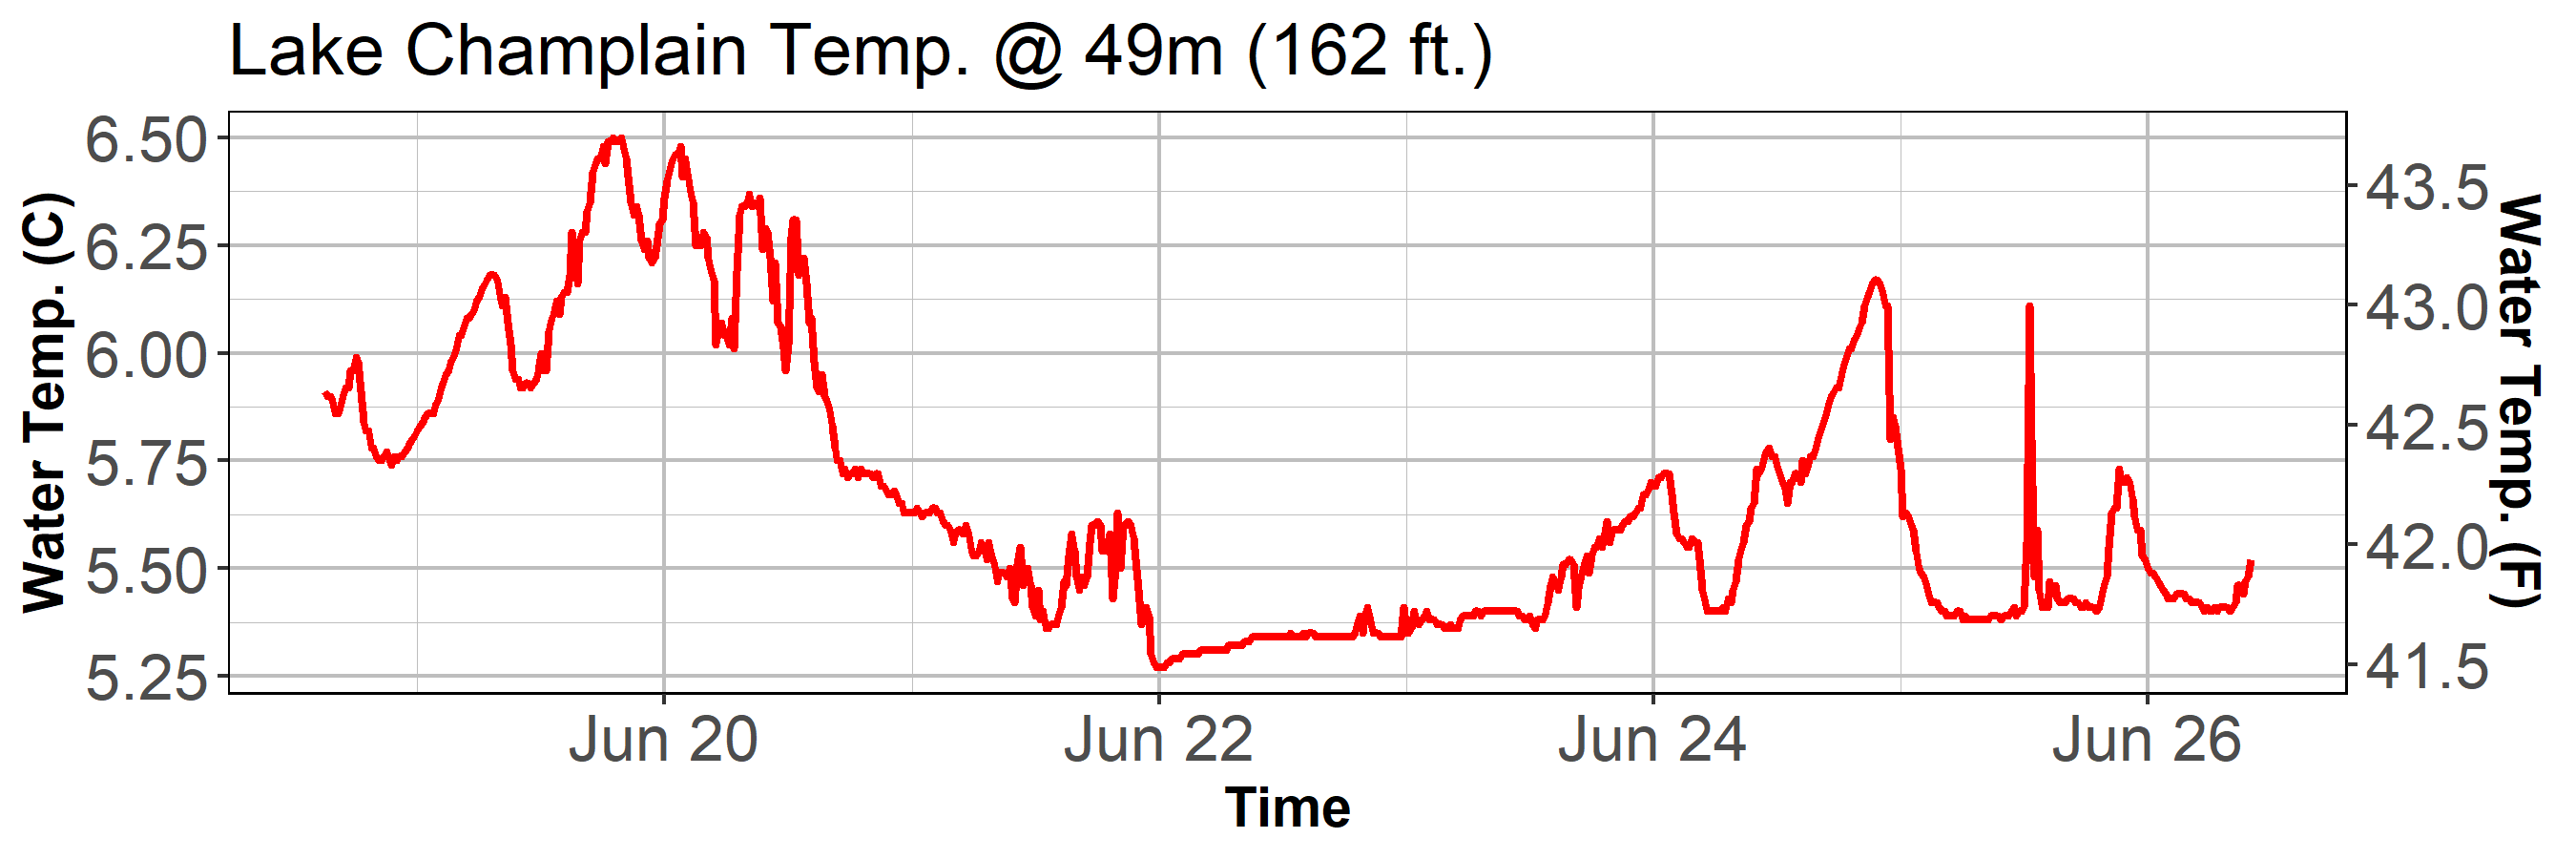 Lake Champlain Temp. @ 49m (162 ft.)
Water Temp. (C)
6.50
6.25
6.00
5.75
5.50
5.25
43.5
43.0
42.5
42.0
41.5
Water Temp. (F)
Jun 20
Jun 22
Jun 24
Jun 26
Time